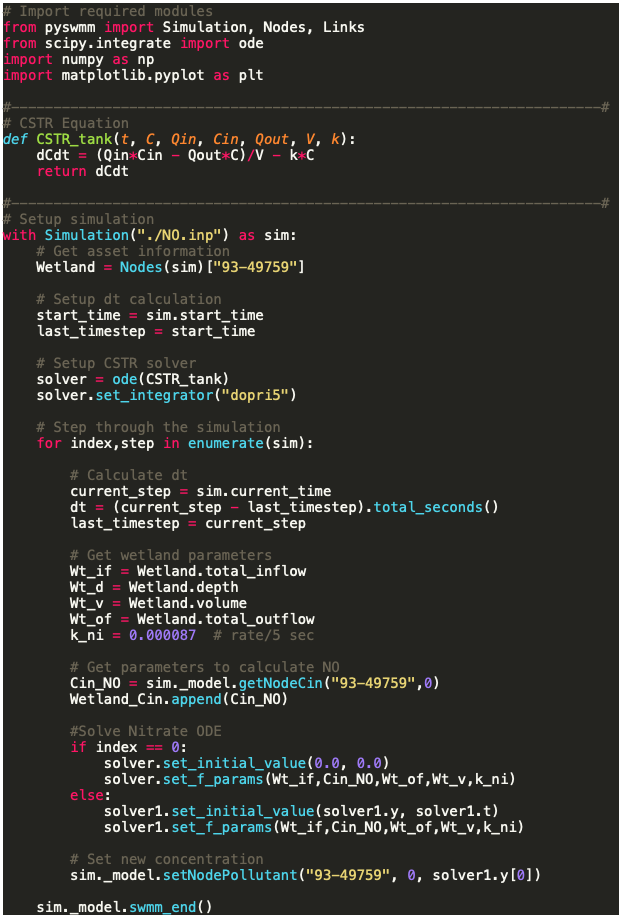 # Import required modules
from pyswmm import Simulation, Nodes, Links
from scipy.integrate import ode
import numpy as np
import matplotlib.pyplot as plt
#----------------------------------------------------------------------#
# CSTR Equation
def CSTR_tank(t, C, Qin, Cin, Qout, V, k):
    dCdt = (Qin*Cin - Qout*C)/V - k*C
    return dCdt
#----------------------------------------------------------------------#
# Setup simulation
with Simulation("./NO.inp") as sim:
    # Get asset information
    Wetland = Nodes(sim)["93-49759"]
    # Setup dt calculation
    start_time = sim.start_time
    last_timestep = start_time
    # Setup CSTR solver
    solver = ode(CSTR_tank)
    solver.set_integrator("dopri5")
    # Step through the simulation
    for index,step in enumerate(sim):
        # Calculate dt
        current_step = sim.current_time
        dt = (current_step - last_timestep).total_seconds()
        last_timestep = current_step
        # Get wetland parameters
        Wt_if = Wetland.total_inflow
        Wt_d = Wetland.depth
        Wt_v = Wetland.volume
        Wt_of = Wetland.total_outflow
        k_ni = 0.000087  # rate/5 sec
        # Get parameters to calculate NO
        Cin_NO = sim._model.getNodeCin("93-49759",0)
        Wetland_Cin.append(Cin_NO)
        #Solve Nitrate ODE
        if index == 0:
            solver.set_initial_value(0.0, 0.0)
            solver.set_f_params(Wt_if,Cin_NO,Wt_of,Wt_v,k_ni)
        else:
            solver1.set_initial_value(solver1.y, solver1.t)
            solver1.set_f_params(Wt_if,Cin_NO,Wt_of,Wt_v,k_ni)
        # Set new concentration
        sim._model.setNodePollutant("93-49759", 0, solver1.y[0])
    sim._model.swmm_end()